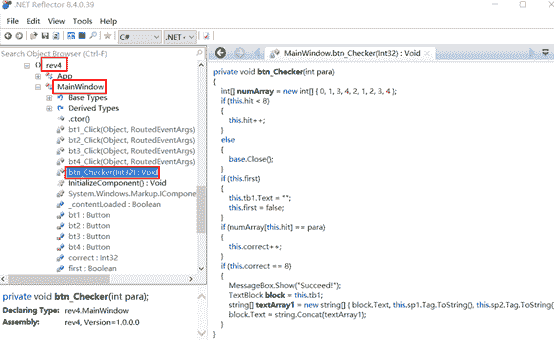 .NET Reflector 6.4.0.39
File View Tools Help
C# .NET 4
Search Object Browser (Ctrl-F)
MainWindow.btn_Checker(Int32) : Void
rev4
App
MainWindow
Base Types
Derived Types
.ctor()
bt1_Click(Object, RoutedEventArgs)
bt2_Click(Object, RoutedEventArgs)
bt3_Click(Object, RoutedEventArgs)
bt4_Click(Object, RoutedEventArgs)
btn_Checker(Int32) : Void
InitializeComponent() : Void
System.Windows.Markup.ICompone
_contentLoaded : Boolean
bt1 : Button
bt2 : Button
bt3 : Button
bt4 : Button
correct : Int32
first : Boolean
private void btn_Checker(int para);
Declaring Type: rev4.MainWindow
Assembly: rev4, Version=1.0.0.0
private void btn_Checker(int para)
{
int[] numArray = new int[] { 0, 1, 3, 4, 2, 1, 2, 3, 4 };
if (this.hit < 8)
{
this.hit++;
}
else
{
base.Close();
}
if (this.first)
{
this.tb1.Text = "";
this.first = false;
}
if (numArray[this.hit] == para)
{
this.correct++;
}
if (this.correct == 8)
{
MessageBox.Show("Succeed!");
TextBlock block = this.tb1;
string[] textArray1 = new string[] { block.Text, this.sp1.Tag.ToString(), this.sp2.Tag.ToString()
block.Text = string.Concat(textArray1);
}
}